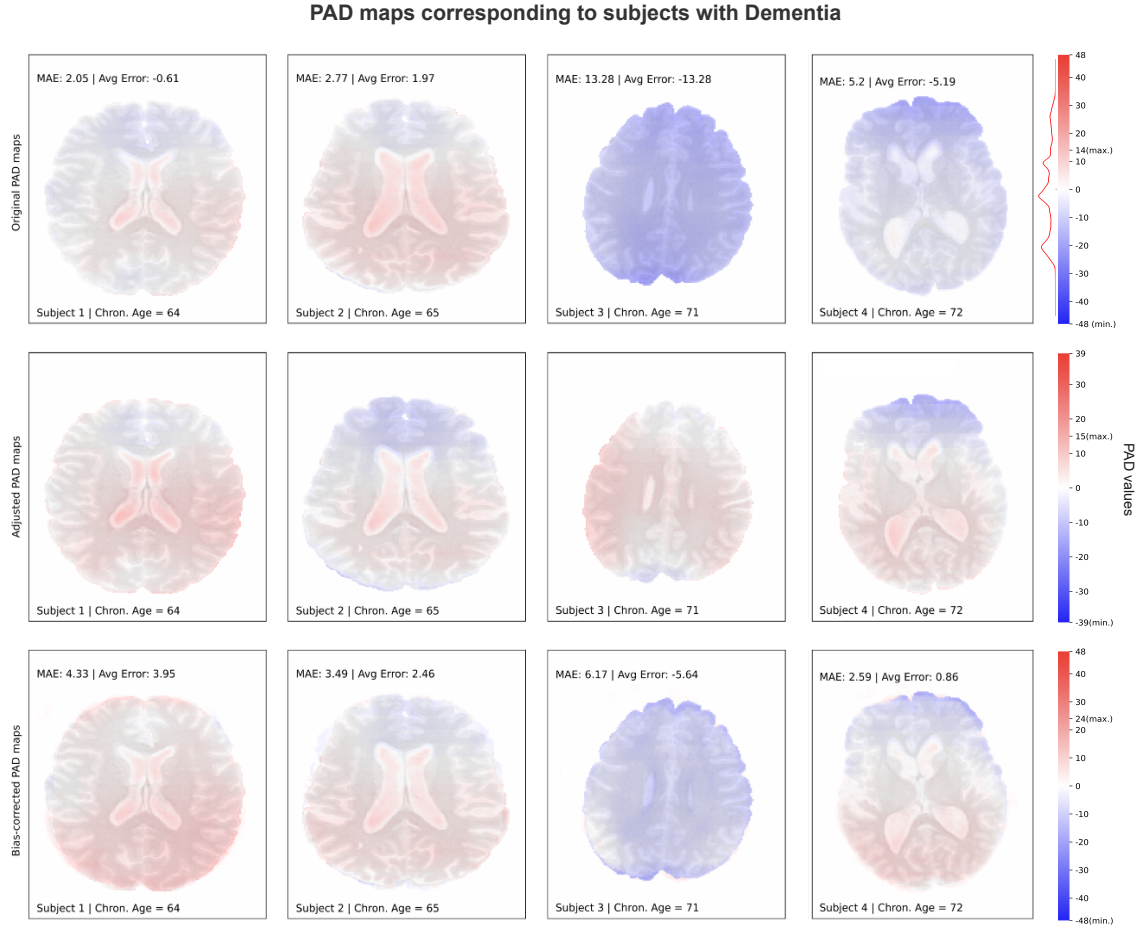 PAD maps corresponding to subjects with Dementia
Original PAD maps
MAE: 2.05 | Avg Error: -0.61
Subject 1 | Chron. Age = 64
MAE: 2.77 | Avg Error: 1.97
Subject 2 | Chron. Age = 65
MAE: 13.28 | Avg Error: -13.28
Subject 3 | Chron. Age = 71
MAE: 5.2 | Avg Error: -5.19
Subject 4 | Chron. Age = 72
48
40
30
20
14(max.)
10
0
-10
-20
-30
-40
-48 (min.)
Adjusted PAD maps
Subject 1 | Chron. Age = 64
Subject 2 | Chron. Age = 65
Subject 3 | Chron. Age = 71
Subject 4 | Chron. Age = 72
39
30
20
15(max.)
10
0
-10
-20
-30
-39(min.)
PAD values
Bias-corrected PAD maps
MAE: 4.33 | Avg Error: 3.95
Subject 1 | Chron. Age = 64
MAE: 3.49 | Avg Error: 2.46
Subject 2 | Chron. Age = 65
MAE: 6.17 | Avg Error: -5.64
Subject 3 | Chron. Age = 71
MAE: 2.59 | Avg Error: 0.86
Subject 4 | Chron. Age = 72
48
40
30
24(max.)
20
10
0
-10
-20
-30
-40
-48(min.)